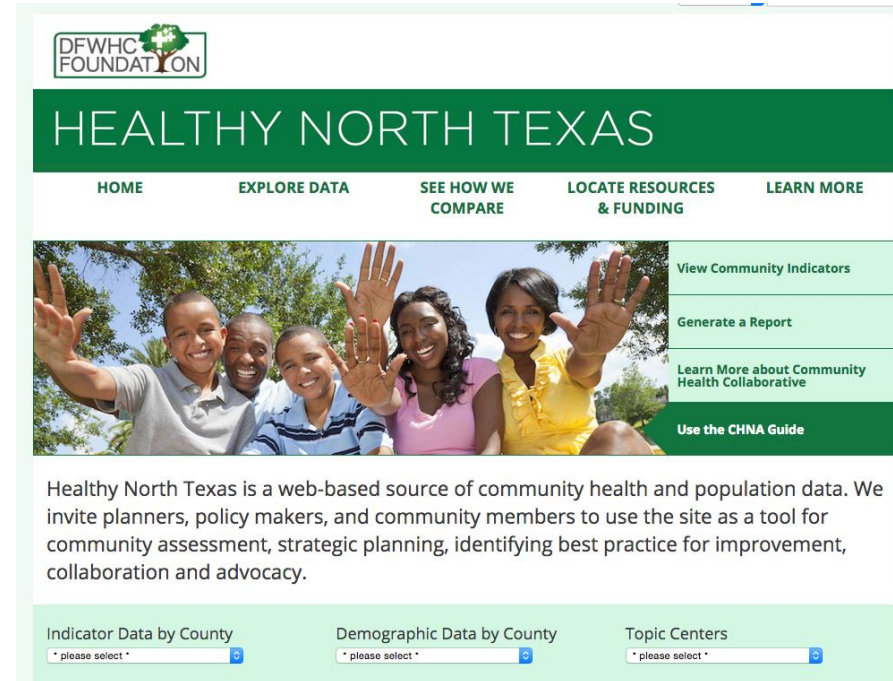 DFWHC
FOUNDATION
HEALTHY NORTH TEXAS
HOME
EXPLORE DATA
SEE HOW WE
COMPARE
LOCATE RESOURCES
& FUNDING
LEARN MORE
View Community Indicators
Generate a Report
Learn More about Community
Health Collaborative
Use the CHNA Guide
Healthy North Texas is a web-based source of community health and population data. We
invite planners, policy makers, and community members to use the site as a tool for
community assessment, strategic planning, identifying best practice for improvement,
collaboration and advocacy.
Indicator Data by County
* please select *
Demographic Data by County
* please select *
Topic Centers
* please select *